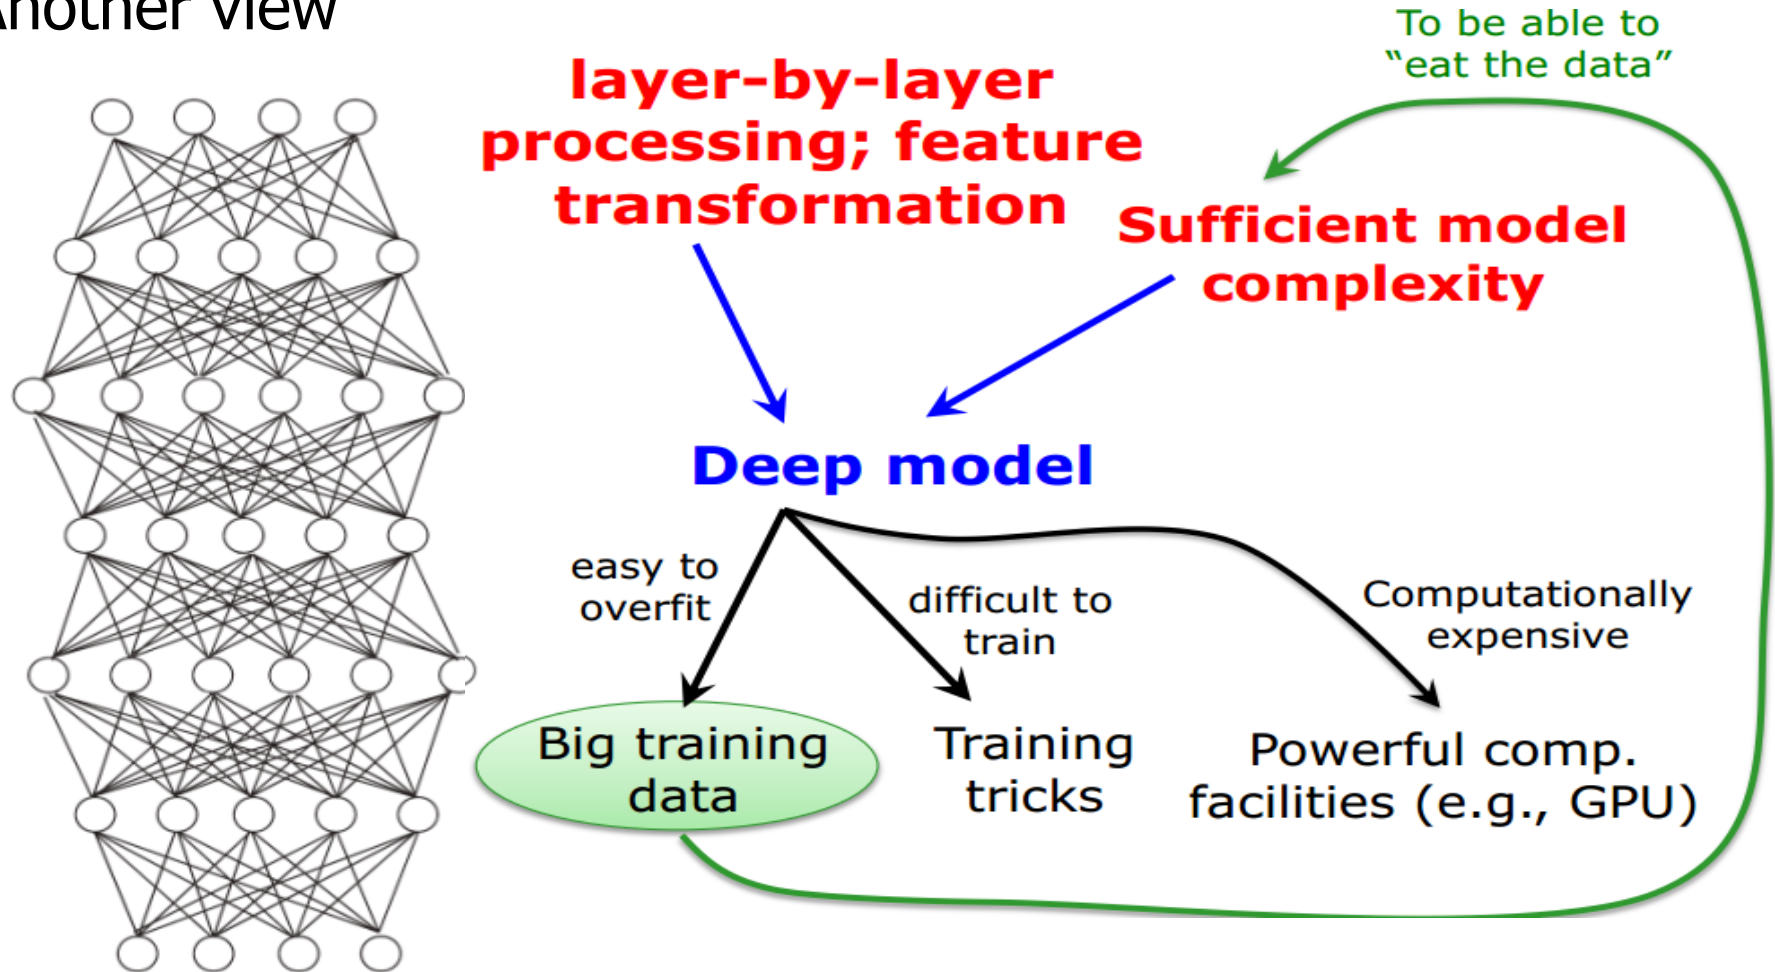 Another view
To be able to
“eat the data”
layer-by-layer
processing; feature
transformation
Sufficient model
complexity
Deep model
easy to
overfit
difficult to
train
Computationally
expensive
Big training
data
Training
tricks
Powerful comp.
facilities (e.g., GPU)